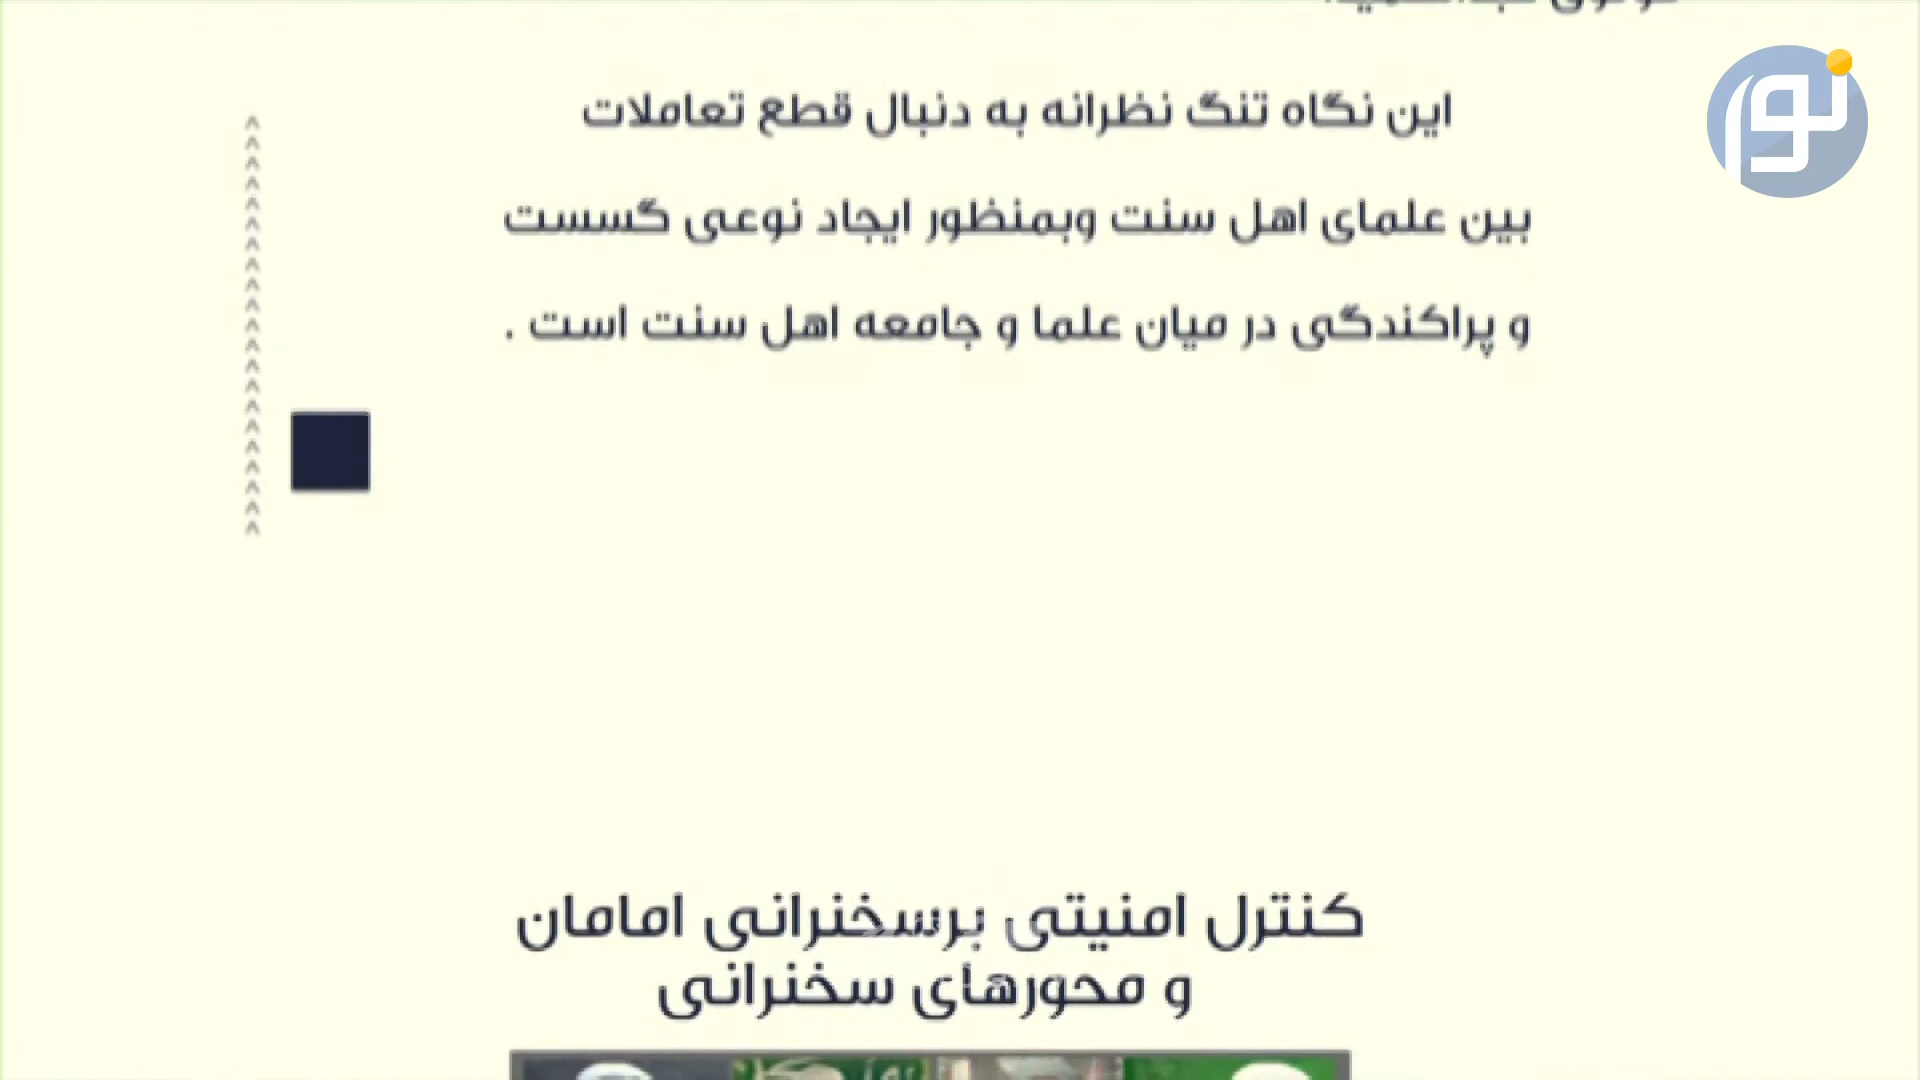 این نگاه تنگ نظرانه به دنبال قطع تعاملات
بین علمای اهل سنت وبمنظور ایجاد نوعی گسست
و پراکندگی در میان علما و جامعه اهل سنت است .
کنترل امنیتی برسخنرانی امامان
و محورهای سخنرانی
نور